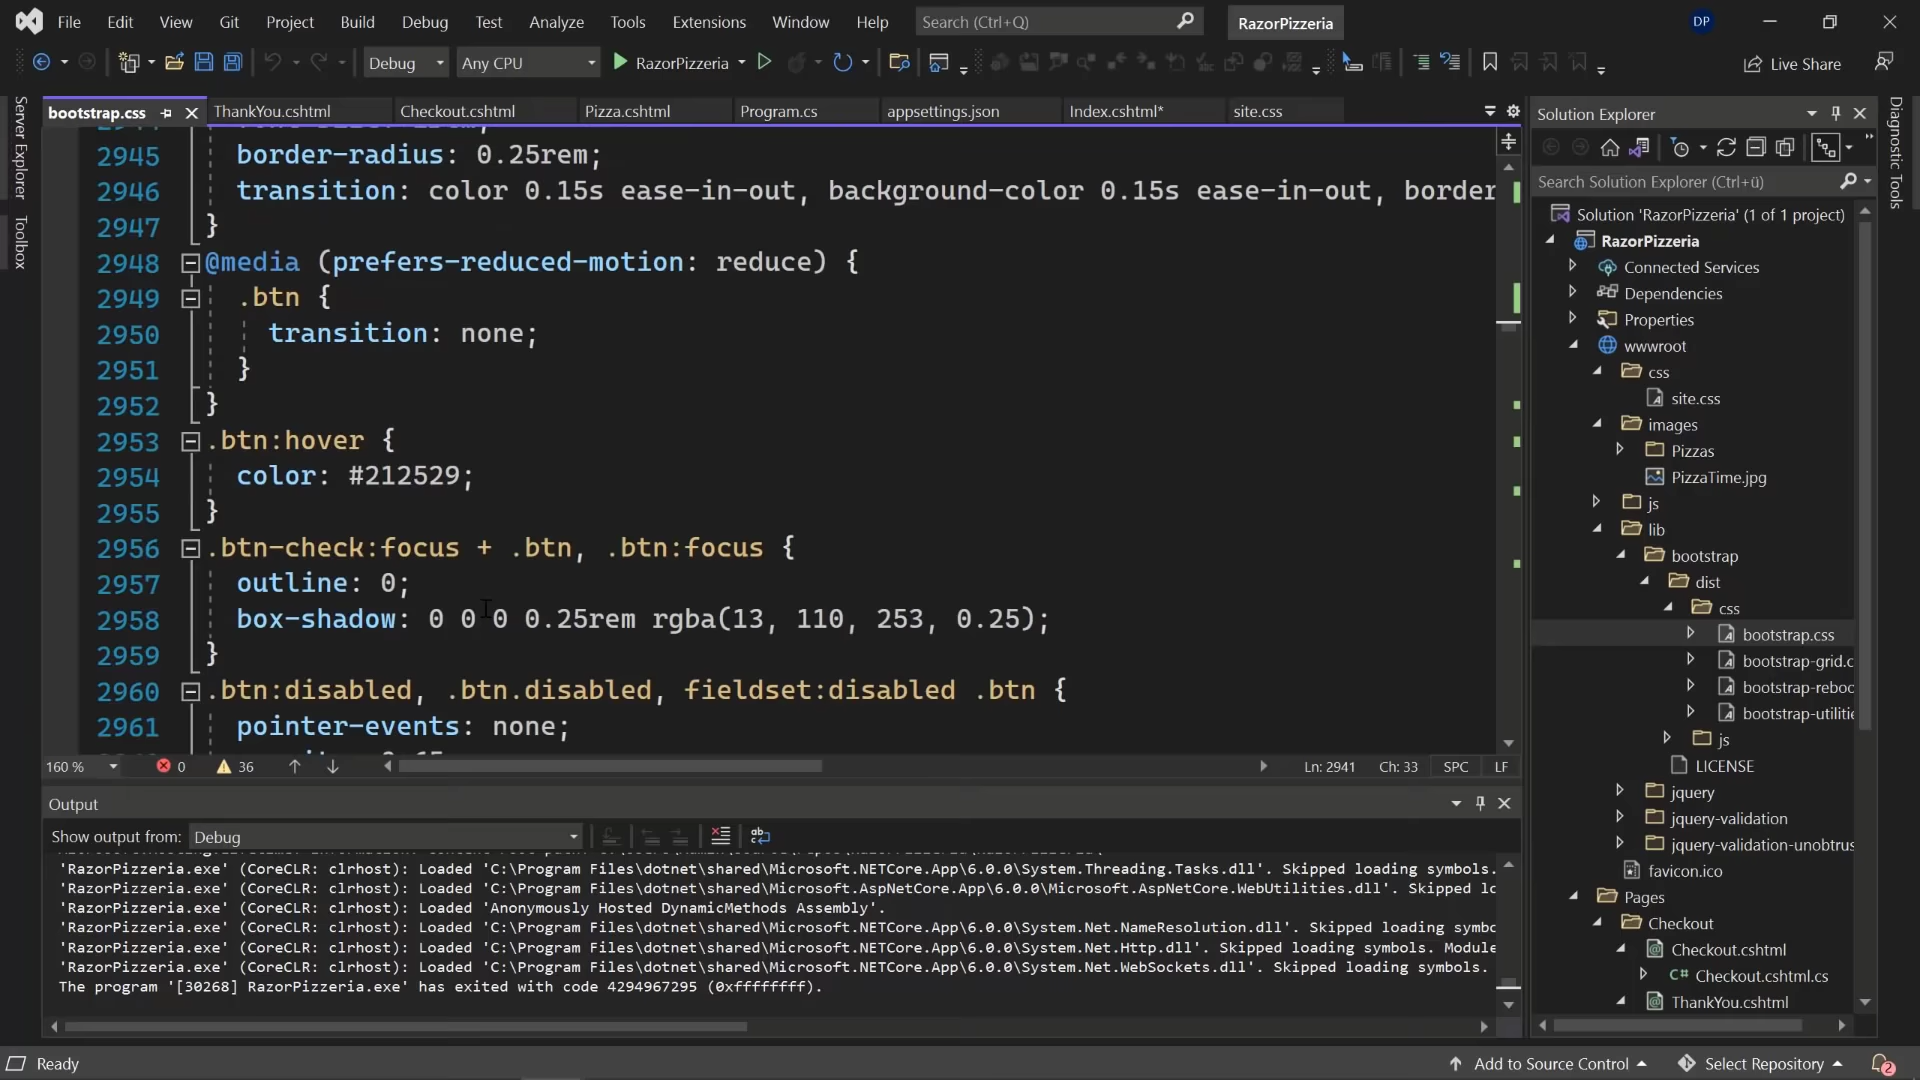 File Edit View Git Project Build Debug Test Analyze Tools Extensions Window Help Search (Ctrl+Q) RazorPizzeria DP
Debug Any CPU RazorPizzeria Live Share
Server Explorer
Toolbox
bootstrap.css ThankYou.cshtml Checkout.cshtml Pizza.cshtml Program.cs appsettings.json Index.cshtml* site.css
2945 border-radius: 0.25rem;
2946 transition: color 0.15s ease-in-out, background-color 0.15s ease-in-out, border
2947 }
2948 @media (prefers-reduced-motion: reduce) {
2949 .btn {
2950 transition: none;
2951 }
2952 }
2953 .btn:hover {
2954 color: #212529;
2955 }
2956 .btn-check:focus + .btn, .btn:focus {
2957 outline: 0;
2958 box-shadow: 0 0 0 0.25rem rgba(13, 110, 253, 0.25);
2959 }
2960 .btn:disabled, .btn.disabled, fieldset:disabled .btn {
2961 pointer-events: none;
160 % 0 36 Ln: 2941 Ch: 33 SPC LF
Output
Show output from: Debug
'RazorPizzeria.exe' (CoreCLR: clrhost): Loaded 'C:\Program Files\dotnet\shared\Microsoft.NETCore.App\6.0.0\System.Threading.Tasks.dll'. Skipped loading symbols.
'RazorPizzeria.exe' (CoreCLR: clrhost): Loaded 'C:\Program Files\dotnet\shared\Microsoft.AspNetCore.App\6.0.0\Microsoft.AspNetCore.WebUtilities.dll'. Skipped lo
'RazorPizzeria.exe' (CoreCLR: clrhost): Loaded 'Anonymously Hosted DynamicMethods Assembly'.
'RazorPizzeria.exe' (CoreCLR: clrhost): Loaded 'C:\Program Files\dotnet\shared\Microsoft.NETCore.App\6.0.0\System.Net.NameResolution.dll'. Skipped loading symbo
'RazorPizzeria.exe' (CoreCLR: clrhost): Loaded 'C:\Program Files\dotnet\shared\Microsoft.NETCore.App\6.0.0\System.Net.Http.dll'. Skipped loading symbols. Module
'RazorPizzeria.exe' (CoreCLR: clrhost): Loaded 'C:\Program Files\dotnet\shared\Microsoft.NETCore.App\6.0.0\System.Net.WebSockets.dll'. Skipped loading symbols.
The program '[30268] RazorPizzeria.exe' has exited with code 4294967295 (0xffffffff).
Solution Explorer
Search Solution Explorer (Ctrl+ü)
Solution 'RazorPizzeria' (1 of 1 project)
RazorPizzeria
Connected Services
Dependencies
Properties
wwwroot
css
site.css
images
Pizzas
PizzaTime.jpg
js
lib
bootstrap
dist
css
bootstrap.css
bootstrap-grid.c
bootstrap-reboo
bootstrap-utilitie
js
LICENSE
jquery
jquery-validation
jquery-validation-unobtrus
favicon.ico
Pages
Checkout
Checkout.cshtml
C# Checkout.cshtml.cs
ThankYou.cshtml
Diagnostic Tools
Ready Add to Source Control Select Repository 2